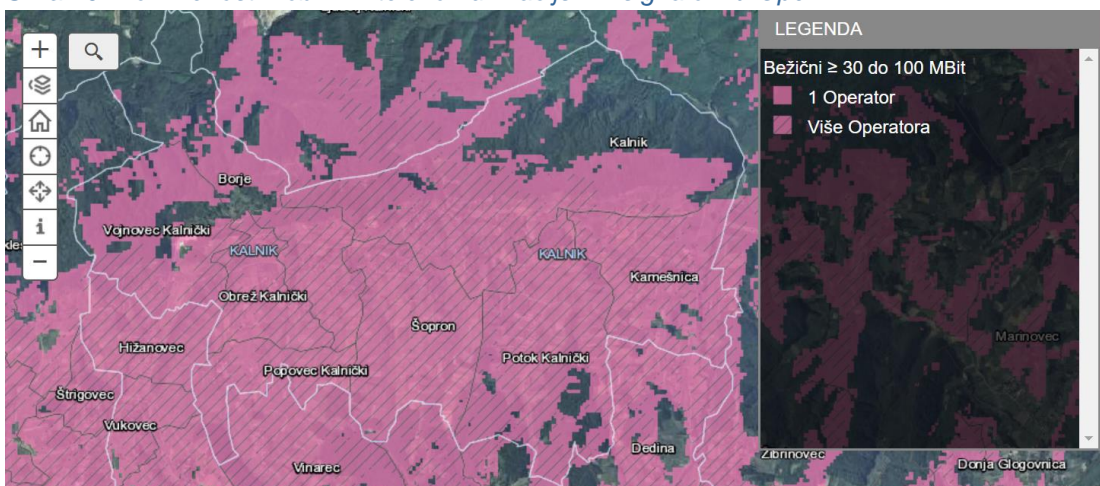 LEGENDA
Bežični ≥ 30 do 100 MBit
1 Operator
Više Operatora
Kalnik
Borje
Vojnovec Kalnički
KALNIK
KALNIK
Kamešnica
Obrež Kalnički
Šopron
Marinovec
Hižanovec
Potok Kalnički
Popovec Kalnički
Štrigovec
Vukovec
Dedina
Vinarec
Donja Glogovnica